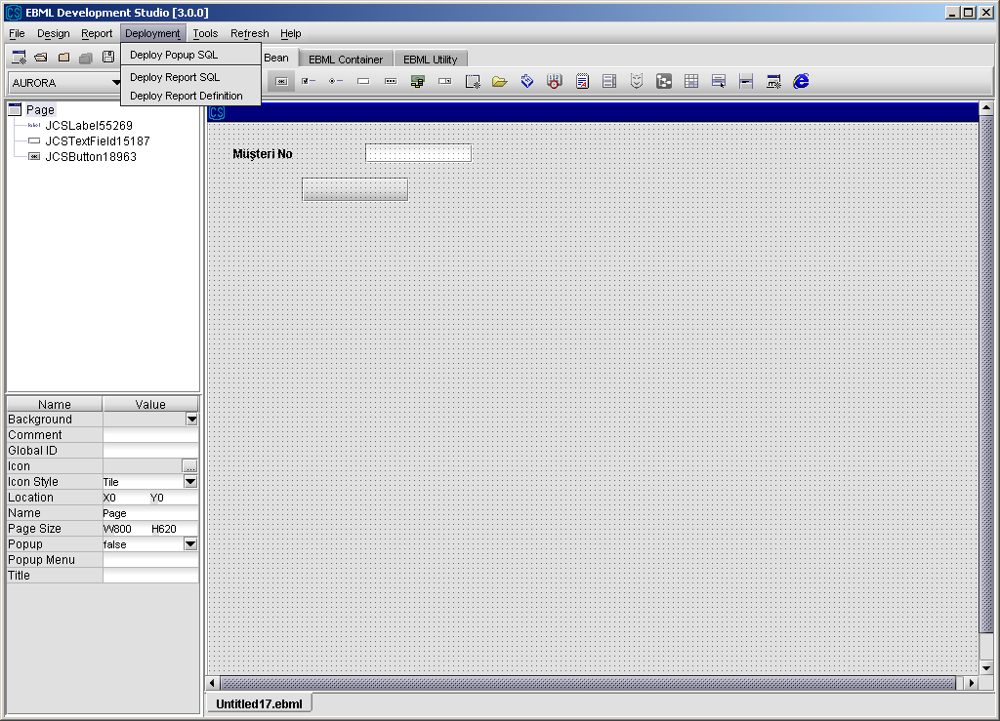 EBML Development Studio [3.0.0]
File Design Report Deployment Tools Refresh Help
Deploy Popup SQL
Deploy Report SQL
Deploy Report Definition
Bean EBML Container EBML Utility
AURORA
Page
JCSLabel55269
JCSTextField15187
JCSButton18963
CS
Müşteri No
Name Value
Background
Comment
Global ID
Icon ...
Icon Style Tile
Location X0 Y0
Name Page
Page Size W800 H620
Popup false
Popup Menu
Title
Untitled17.ebml